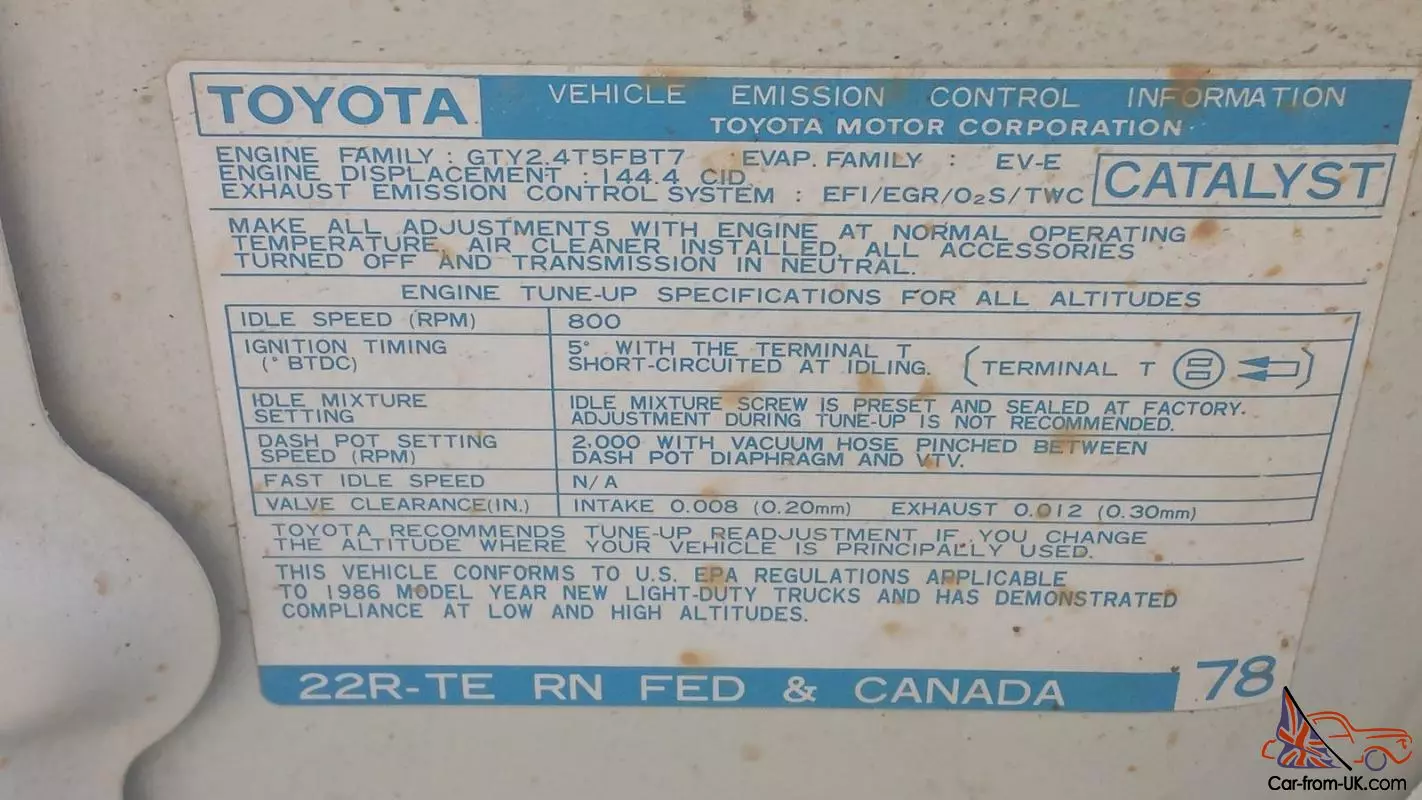 TOYOTA VEHICLE EMISSION CONTROL INFORMATION
TOYOTA MOTOR CORPORATION
ENGINE FAMILY : GTY2.4T5FBT7 EVAP. FAMILY : EV-E
ENGINE DISPLACEMENT : 144.4 CID
EXHAUST EMISSION CONTROL SYSTEM : EFI/EGR/O₂S/TWC
CATALYST
MAKE ALL ADJUSTMENTS WITH ENGINE AT NORMAL OPERATING
TEMPERATURE, AIR CLEANER INSTALLED, ALL ACCESSORIES
TURNED OFF AND TRANSMISSION IN NEUTRAL.
ENGINE TUNE-UP SPECIFICATIONS FOR ALL ALTITUDES
IDLE SPEED (RPM) 800
IGNITION TIMING
(° BTDC)
5° WITH THE TERMINAL T
SHORT-CIRCUITED AT IDLING.
(TERMINAL T )
IDLE MIXTURE
SETTING
IDLE MIXTURE SCREW IS PRESET AND SEALED AT FACTORY.
ADJUSTMENT DURING TUNE-UP IS NOT RECOMMENDED.
DASH POT SETTING
SPEED (RPM)
2,000 WITH VACUUM HOSE PINCHED BETWEEN
DASH POT DIAPHRAGM AND VTV.
FAST IDLE SPEED N/A
VALVE CLEARANCE(IN.) INTAKE 0.008 (0.20mm) EXHAUST 0.012 (0.30mm)
TOYOTA RECOMMENDS TUNE-UP READJUSTMENT IF YOU CHANGE
THE ALTITUDE WHERE YOUR VEHICLE IS PRINCIPALLY USED.
THIS VEHICLE CONFORMS TO U.S. EPA REGULATIONS APPLICABLE
TO 1986 MODEL YEAR NEW LIGHT-DUTY TRUCKS AND HAS DEMONSTRATED
COMPLIANCE AT LOW AND HIGH ALTITUDES.
22R-TE RN FED & CANADA 78
Car-from-UK.com